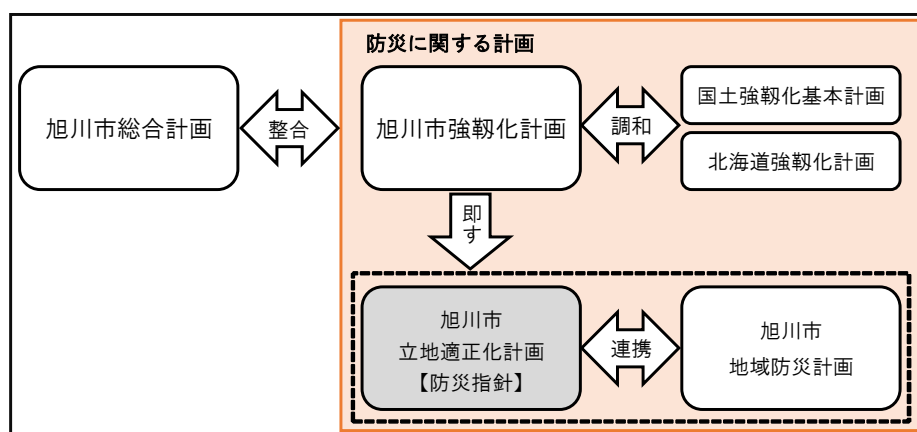 防災に関する計画
旭川市総合計画
整合
旭川市強靱化計画
調和
国土強靱化基本計画
北海道強靱化計画
即す
旭川市
立地適正化計画
【防災指針】
連携
旭川市
地域防災計画